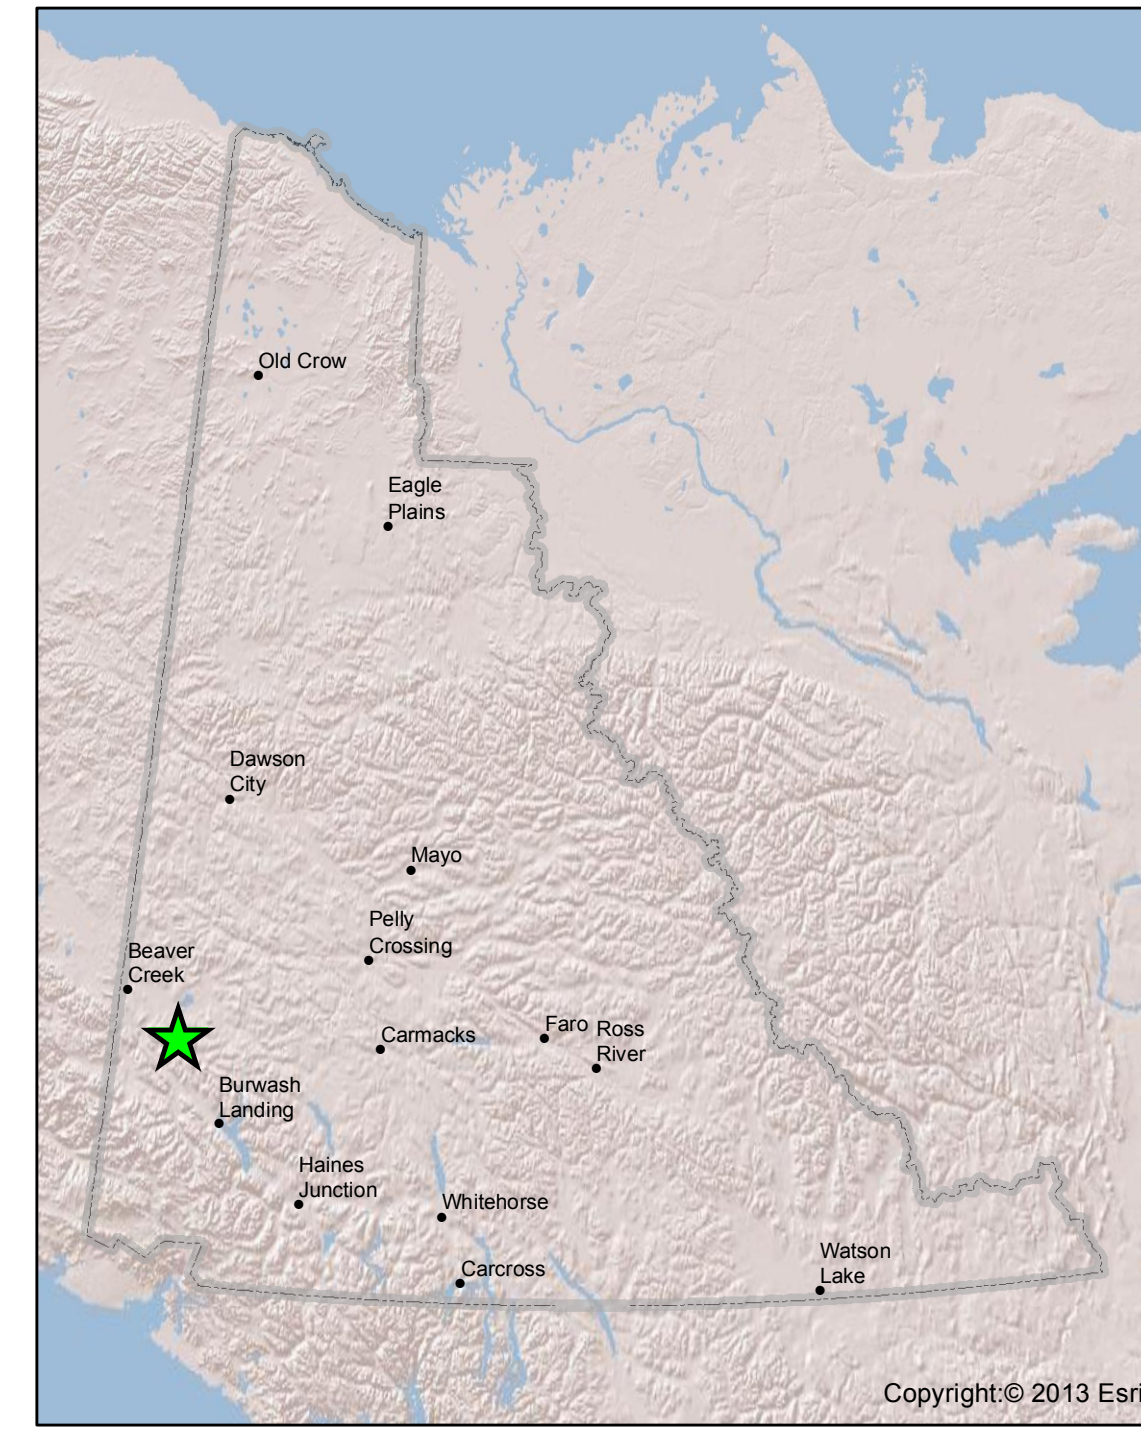 Old Crow
Eagle
Plains
Dawson
City
Mayo
Pelly
Crossing
Beaver
Creek
Carmacks
Faro
Ross
River
Burwash
Landing
Haines
Junction
Whitehorse
Carcross
Watson
Lake
Copyright:© 2013 Esri